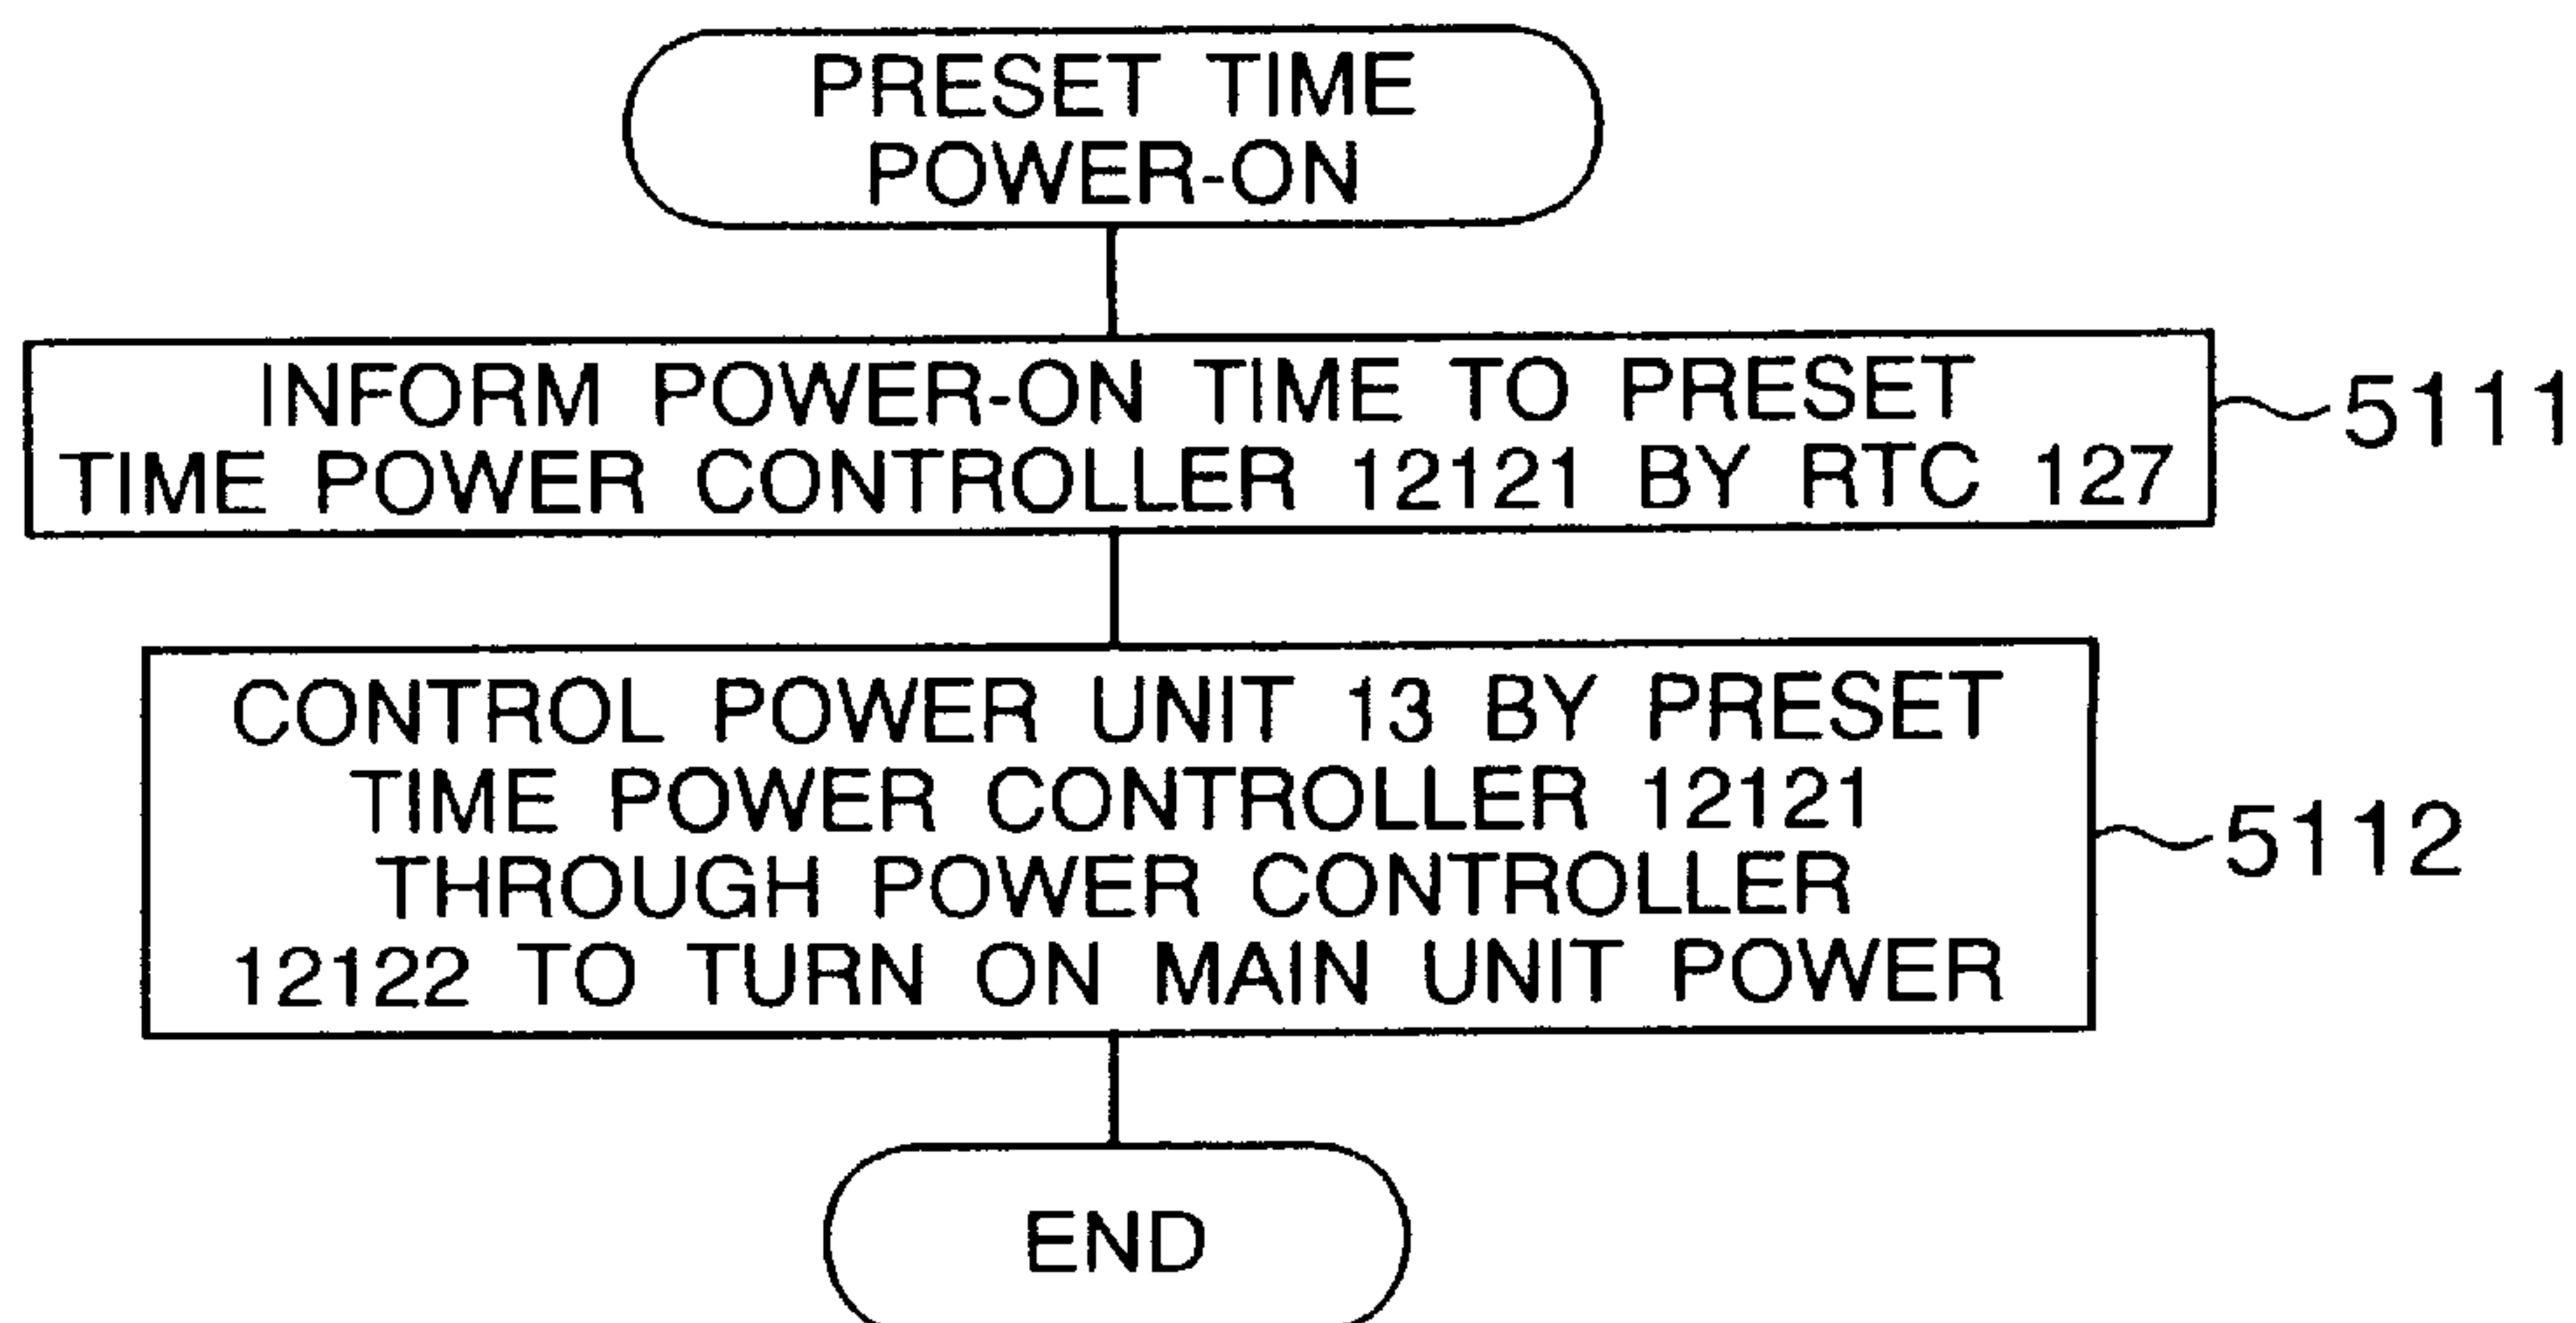 PRESET TIME
POWER-ON
INFORM POWER-ON TIME TO PRESET
TIME POWER CONTROLLER 12121 BY RTC 127
5111
CONTROL POWER UNIT 13 BY PRESET
TIME POWER CONTROLLER 12121
THROUGH POWER CONTROLLER
12122 TO TURN ON MAIN UNIT POWER
5112
END